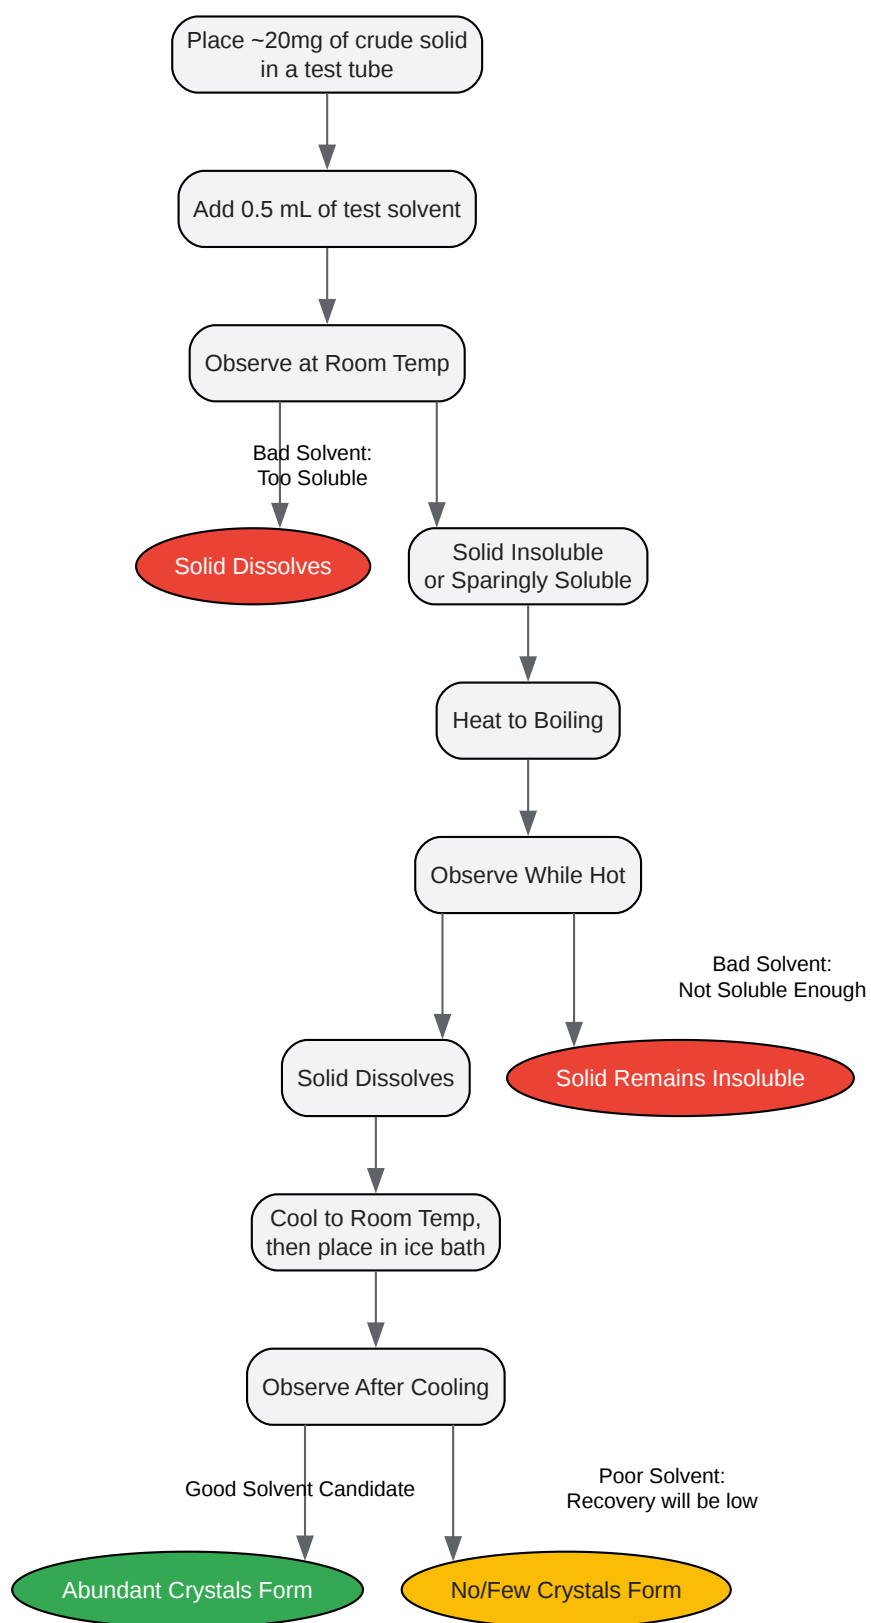 Place ~20mg of crude solid
in a test tube
Add 0.5 mL of test solvent
Observe at Room Temp
Bad Solvent:
Too Soluble
Solid Dissolves
Solid Insoluble
or Sparingly Soluble
Heat to Boiling
Observe While Hot
Bad Solvent:
Not Soluble Enough
Solid Dissolves
Solid Remains Insoluble
Cool to Room Temp,
then place in ice bath
Observe After Cooling
Good Solvent Candidate
Poor Solvent:
Recovery will be low
Abundant Crystals Form
No/Few Crystals Form